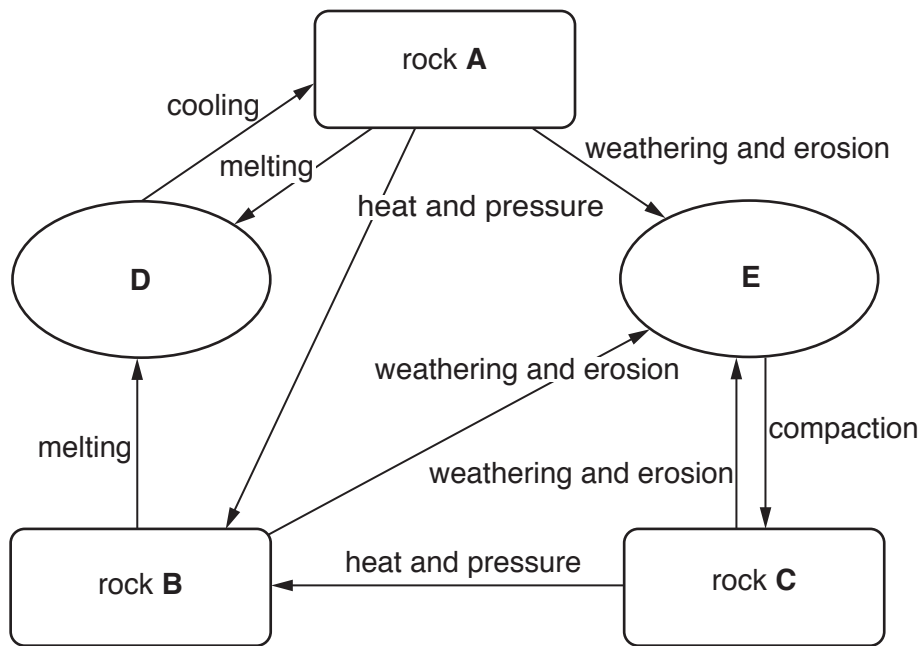 rock A
cooling
melting
weathering and erosion
heat and pressure
D
E
weathering and erosion
melting
compaction
weathering and erosion
rock B
heat and pressure
rock C